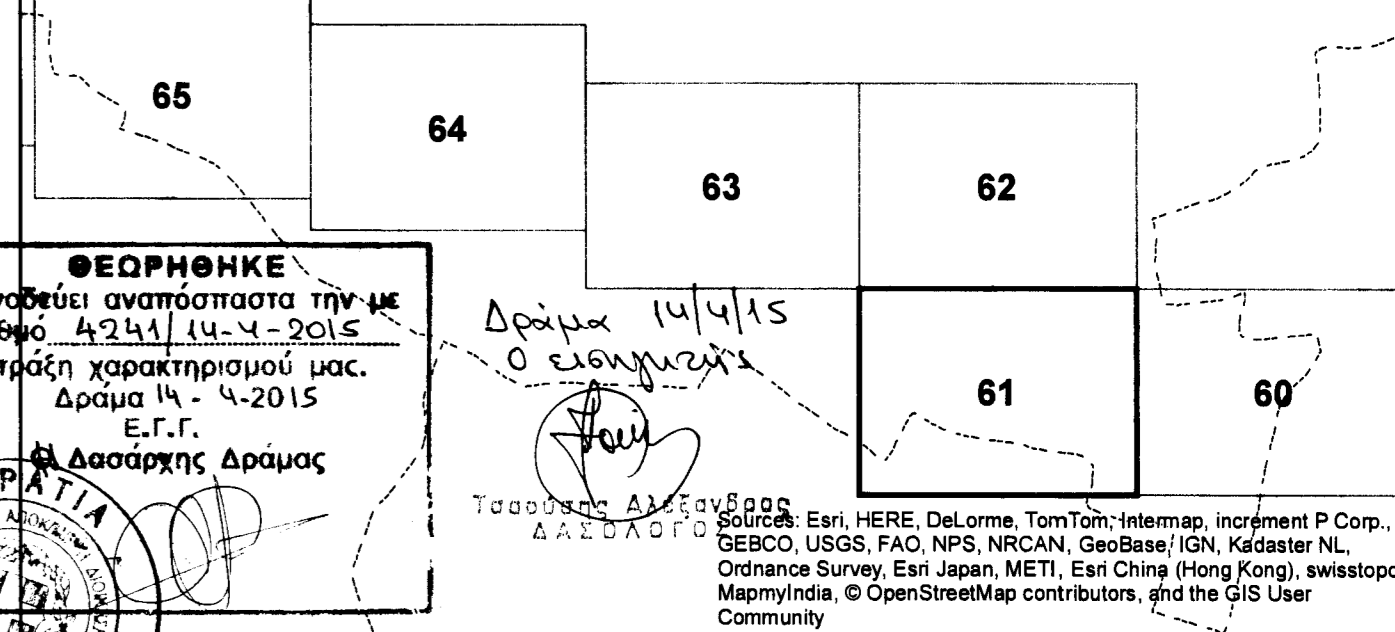 65
64
63
62
ΘΕΩΡΗΘΗΚΕ
νοδεύει αναπόσπαστα την με
θμό 4241/14-4-2015
πράξη χαρακτηρισμού μας.
Δράμα 14-4-2015
Ε.Γ.Γ.
Δασάρχης Δράμας
Δράμα 14/4/15
Ο εισηγητής
Τσαούσης Αλέξανδρος
ΔΑΣΟΛΟΓΟΣ
61
60
ΡΑΤΙΑ
Sources: Esri, HERE, DeLorme, TomTom, Intermap, increment P Corp.,
GEBCO, USGS, FAO, NPS, NRCAN, GeoBase, IGN, Kadaster NL,
Ordnance Survey, Esri Japan, METI, Esri China (Hong Kong), swisstopo
MapmyIndia, © OpenStreetMap contributors, and the GIS User
Community